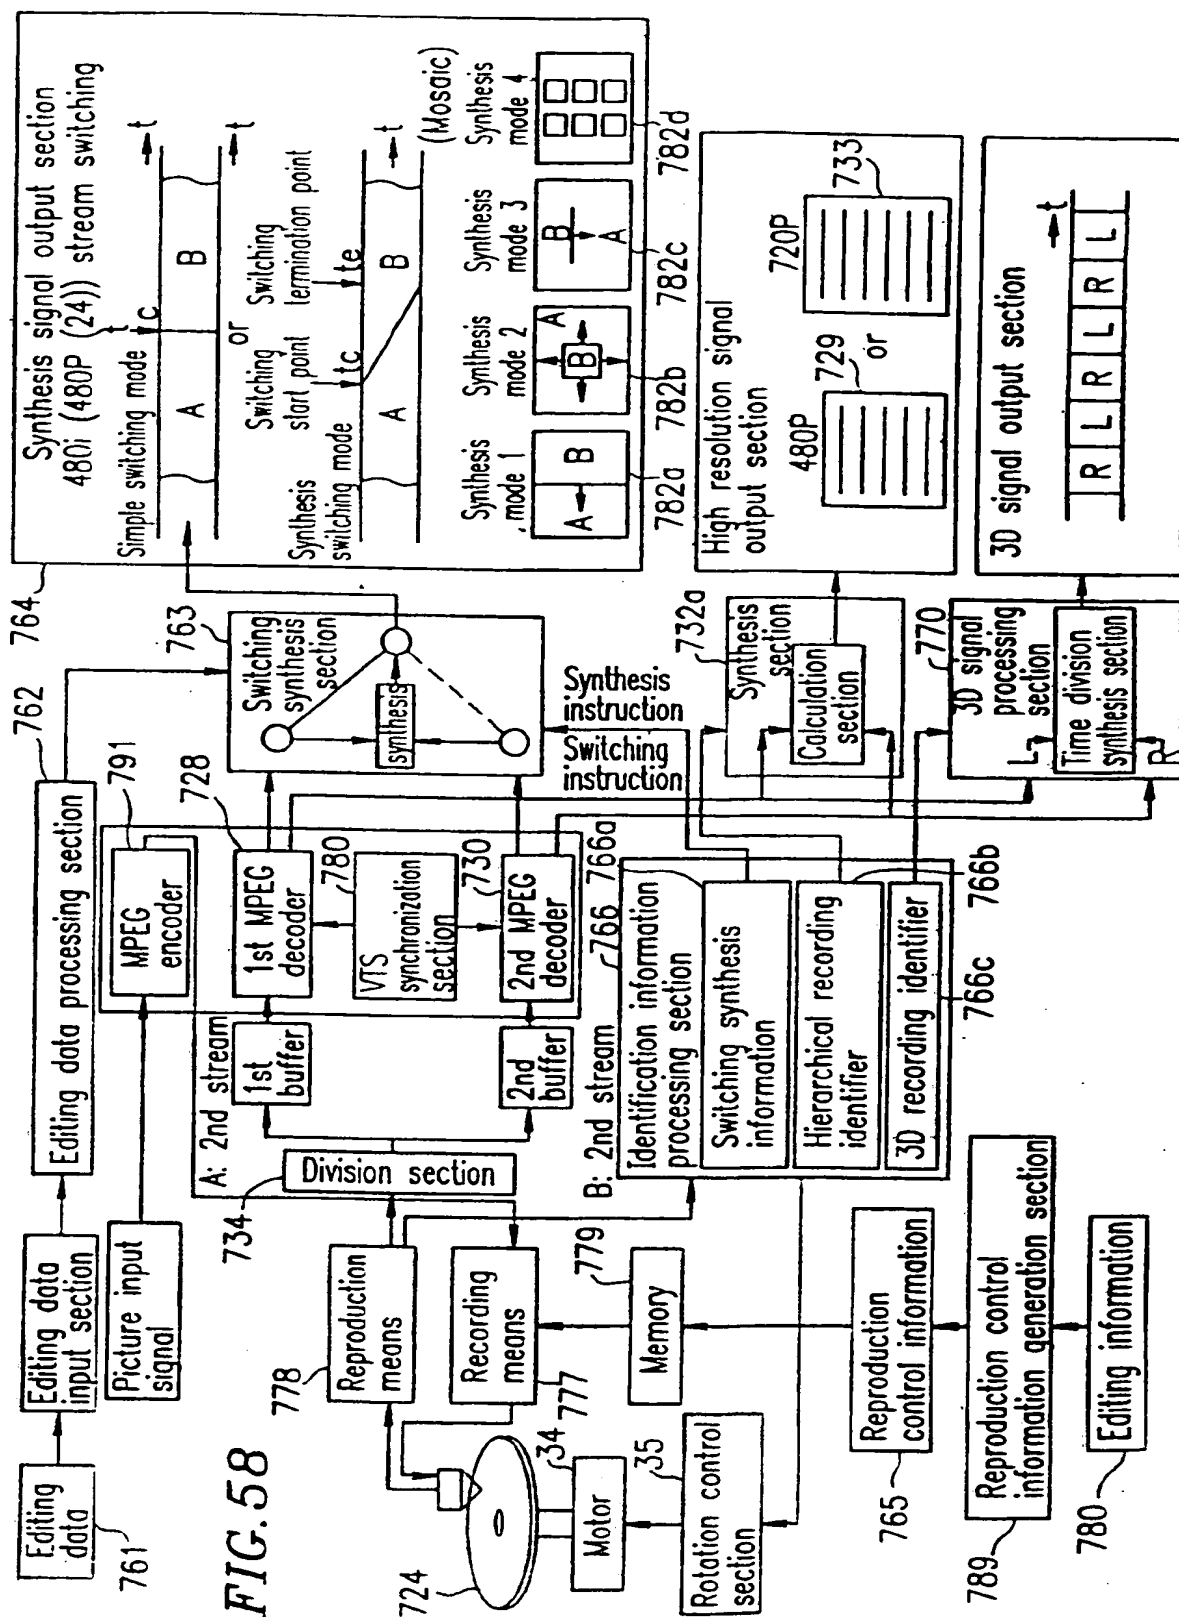 FIG.58
Editing
data
761
Editing data
input section
Editing data processing section
762
Picture input
signal
MPEG
encoder
791
A: 2nd stream
1st
buffer
1st MPEG
decoder
728
VTS
synchronization
section
780
2nd
buffer
2nd MPEG
decoder
730
Division section
734
Reproduction
means
778
Recording
means
777
Memory
779
724
Motor
34
Rotation control
section
35
Reproduction
control information
765
Reproduction control
information generation section
789
Editing information
780
B: 2nd stream
766
766a
Identification information
processing section
Switching synthesis
information
Hierarchical recording
identifier
766b
3D recording identifier
766c
Switching
synthesis
section
763
synthesis
Synthesis
instruction
Switching
instruction
Synthesis
section
732a
Calculation
section
3D signal
processing
section
770
L
Time division
synthesis section
R
764
Synthesis signal output section
480i (480P (24)) stream switching
Simple switching mode
t
c
A
B
t
t
or
Switching
start point
Switching
termination point
Synthesis
switching mode
tc
te
A
B
t
Synthesis
mode 1
A
B
782a
Synthesis
mode 2
A
B
782b
Synthesis
mode 3
B
A
782c
(Mosaic)
Synthesis
mode 4
782d
High resolution signal
output section
480P
729
or
720P
733
3D signal output section
t
R
L
R
L
R
L